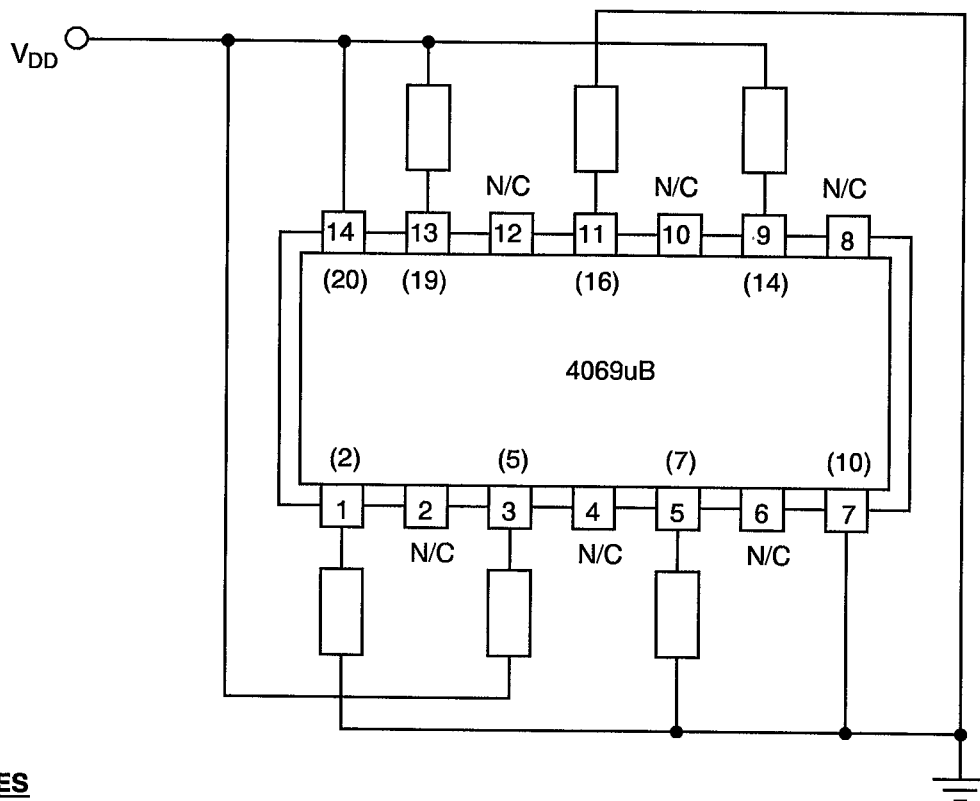 V_DD
N/C N/C N/C
14 13 12 11 10 9 8
(20) (19) (16) (14)
4069uB
(2) (5) (7) (10)
1 2 3 4 5 6 7
N/C N/C N/C
ES